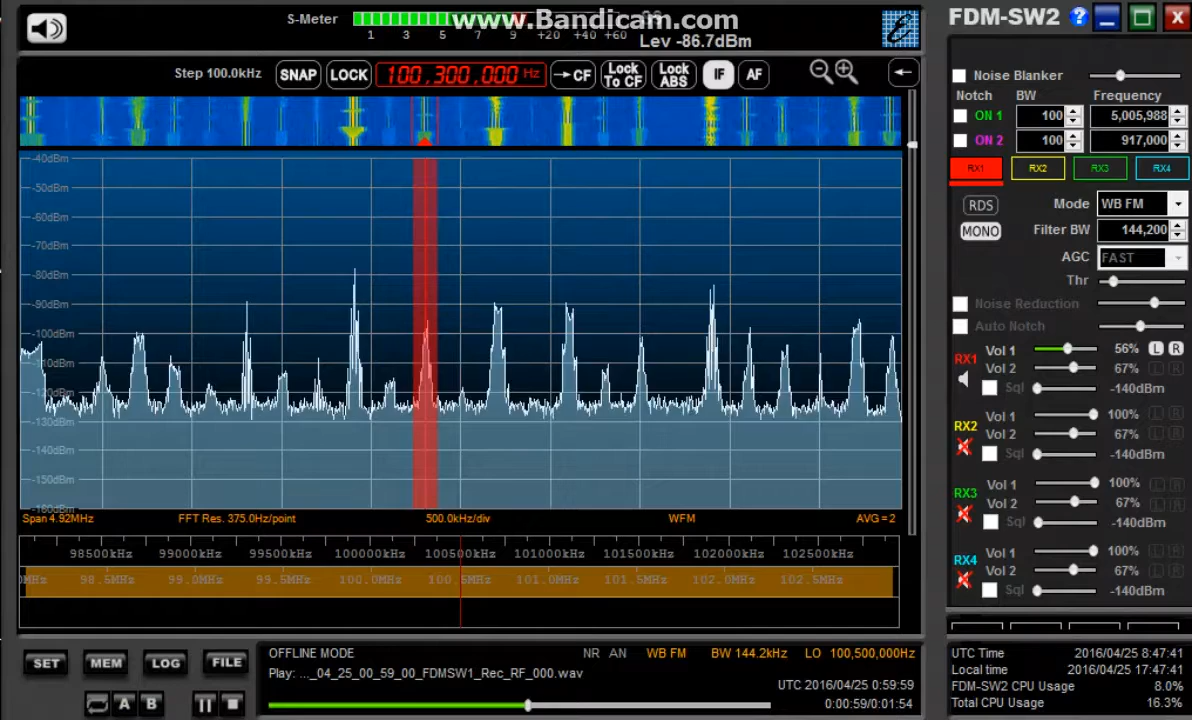 www.Bandicam.com
S-Meter
1 3 5 7 9 +20 +40 +60
Lev -86.7dBm
Step 100.0kHz SNAP LOCK 100,300,000 Hz →CF Lock To CF Lock ABS IF AF
-40dBm
-50dBm
-60dBm
-70dBm
-80dBm
-90dBm
-100dBm
-110dBm
-120dBm
-130dBm
-140dBm
-150dBm
-160dBm
Span 4.92MHz FFT Res. 375.0Hz/point 500.0kHz/div WFM AVG = 2
98500kHz 99000kHz 99500kHz 100000kHz 100500kHz 101000kHz 101500kHz 102000kHz 102500kHz
MHz 98.5MHz 99.0MHz 99.5MHz 100.0MHz 100.5MHz 101.0MHz 101.5MHz 102.0MHz 102.5MHz
SET MEM LOG FILE
A B
OFFLINE MODE NR AN WB FM BW 144.2kHz LO 100,500,000Hz
Play: ..._04_25_00_59_00_FDMSW1_Rec_RF_000.wav
UTC 2016/04/25 0:59:59
0:00:59/0:01:54
FDM-SW2 ? X
Noise Blanker
Notch BW Frequency
ON 1 100 5,005,988
ON 2 100 917,000
RX1 RX2 RX3 RX4
RDS Mode WB FM
MONO Filter BW 144,200
AGC FAST
Thr
Noise Reduction
Auto Notch
RX1 Vol 1 56% L R
Vol 2 67% L R
Sql -140dBm
RX2 Vol 1 100% L R
Vol 2 67% L R
Sql -140dBm
RX3 Vol 1 100% L R
Vol 2 67% L R
Sql -140dBm
RX4 Vol 1 100% L R
Vol 2 67% L R
Sql -140dBm
UTC Time 2016/04/25 8:47:41
Local time 2016/04/25 17:47:41
FDM-SW2 CPU Usage 8.0%
Total CPU Usage 16.3%